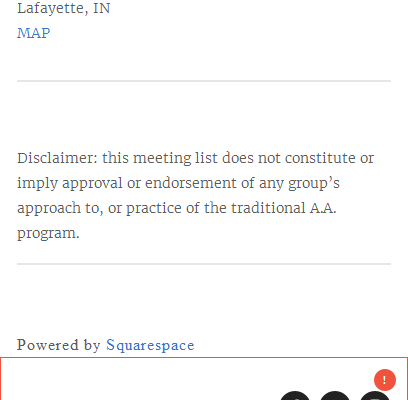 Lafayette, IN
MAP
Disclaimer: this meeting list does not constitute or
imply approval or endorsement of any group’s
approach to, or practice of the traditional A.A.
program.
Powered by Squarespace
!